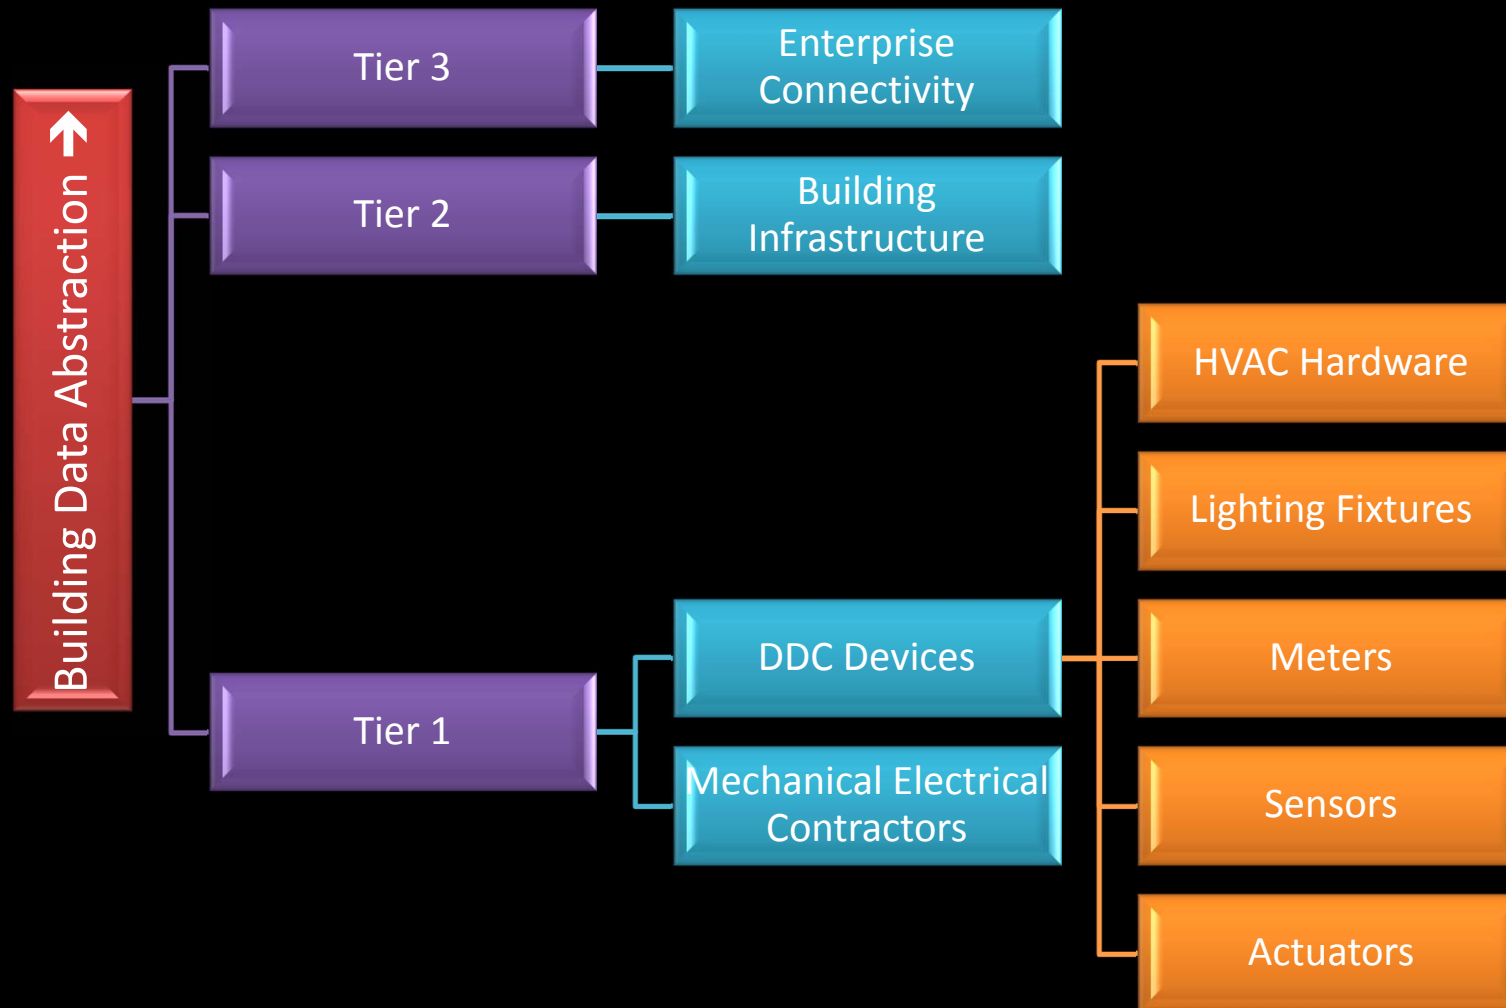 Building Data Abstraction ➔
Tier 3
Enterprise
Connectivity
Tier 2
Building
Infrastructure
HVAC Hardware
Lighting Fixtures
DDC Devices
Meters
Tier 1
Mechanical Electrical
Contractors
Sensors
Actuators